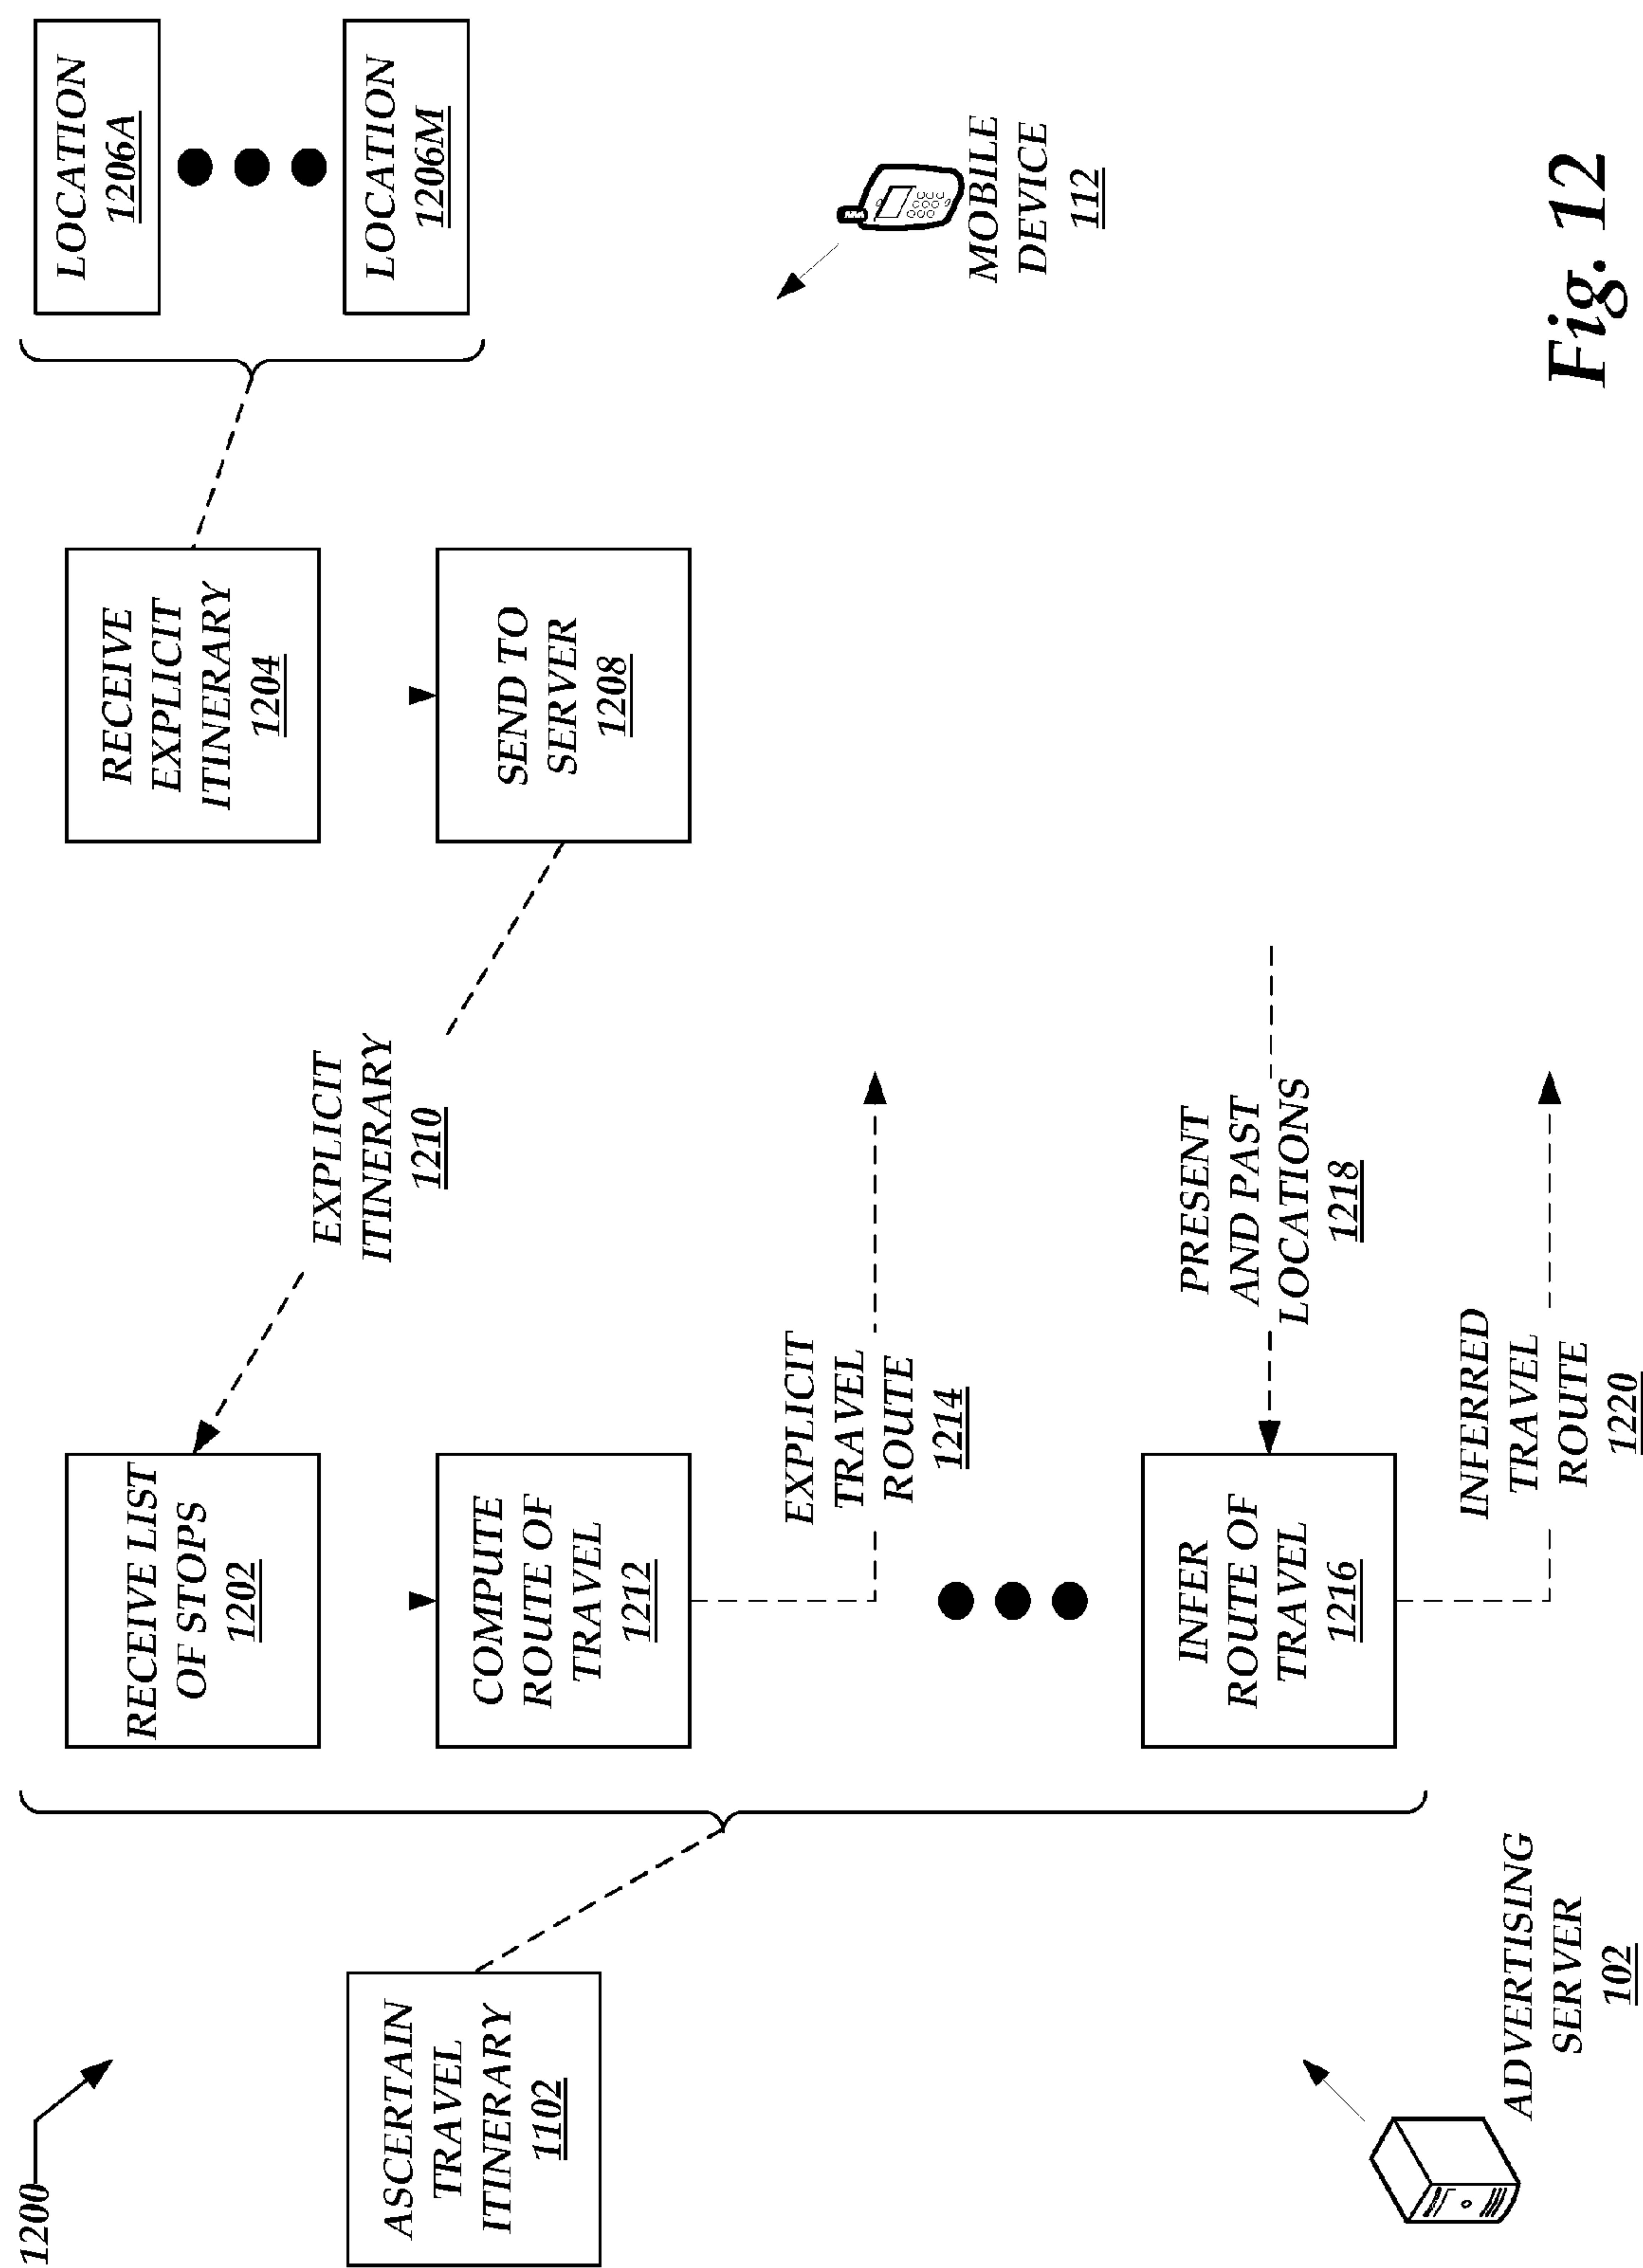 1200
ASCERTAIN
TRAVEL
ITINERARY
1102
RECEIVE LIST
OF STOPS
1202
EXPLICIT
ITINERARY
1210
RECEIVE
EXPLICIT
ITINERARY
1204
LOCATION
1206A
LOCATION
1206M
COMPUTE
ROUTE OF
TRAVEL
1212
SEND TO
SERVER
1208
EXPLICIT
TRAVEL
ROUTE
1214
MOBILE
DEVICE
112
INFER
ROUTE OF
TRAVEL
1216
PRESENT
AND PAST
LOCATIONS
1218
INFERRED
TRAVEL
ROUTE
1220
ADVERTISING
SERVER
102
Fig. 12